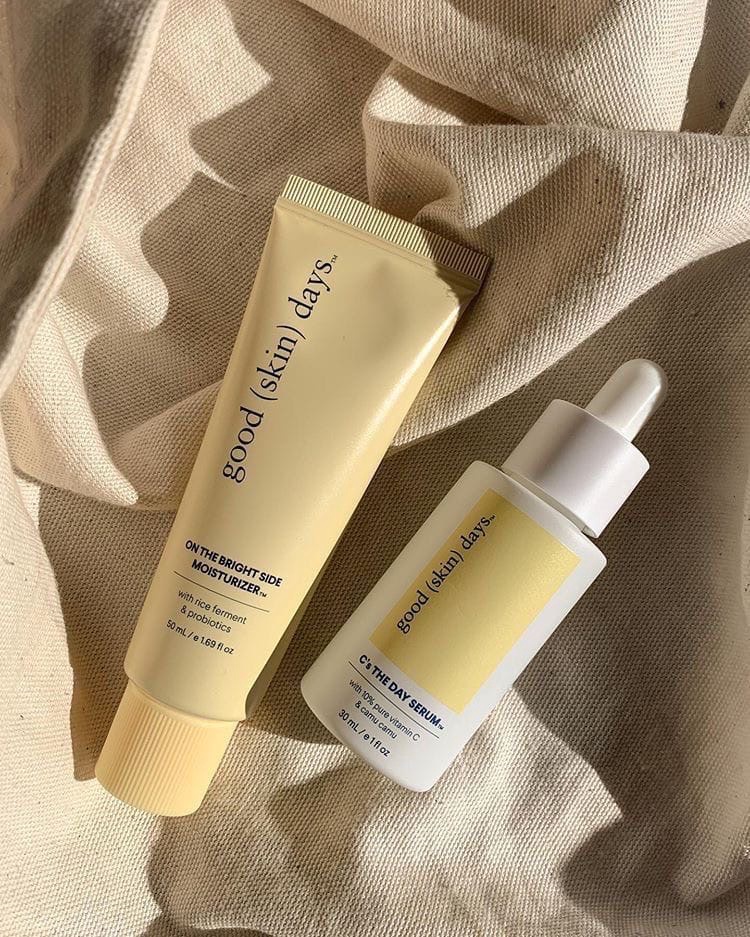 good (skin) days™
ON THE BRIGHT SIDE
MOISTURIZER™
with rice ferment
& probiotics
50 mL / e 1.69 fl oz
good (skin) days™
C's THE DAY SERUM™
with 10% pure vitamin C
& camu camu
30 mL / e 1 fl oz